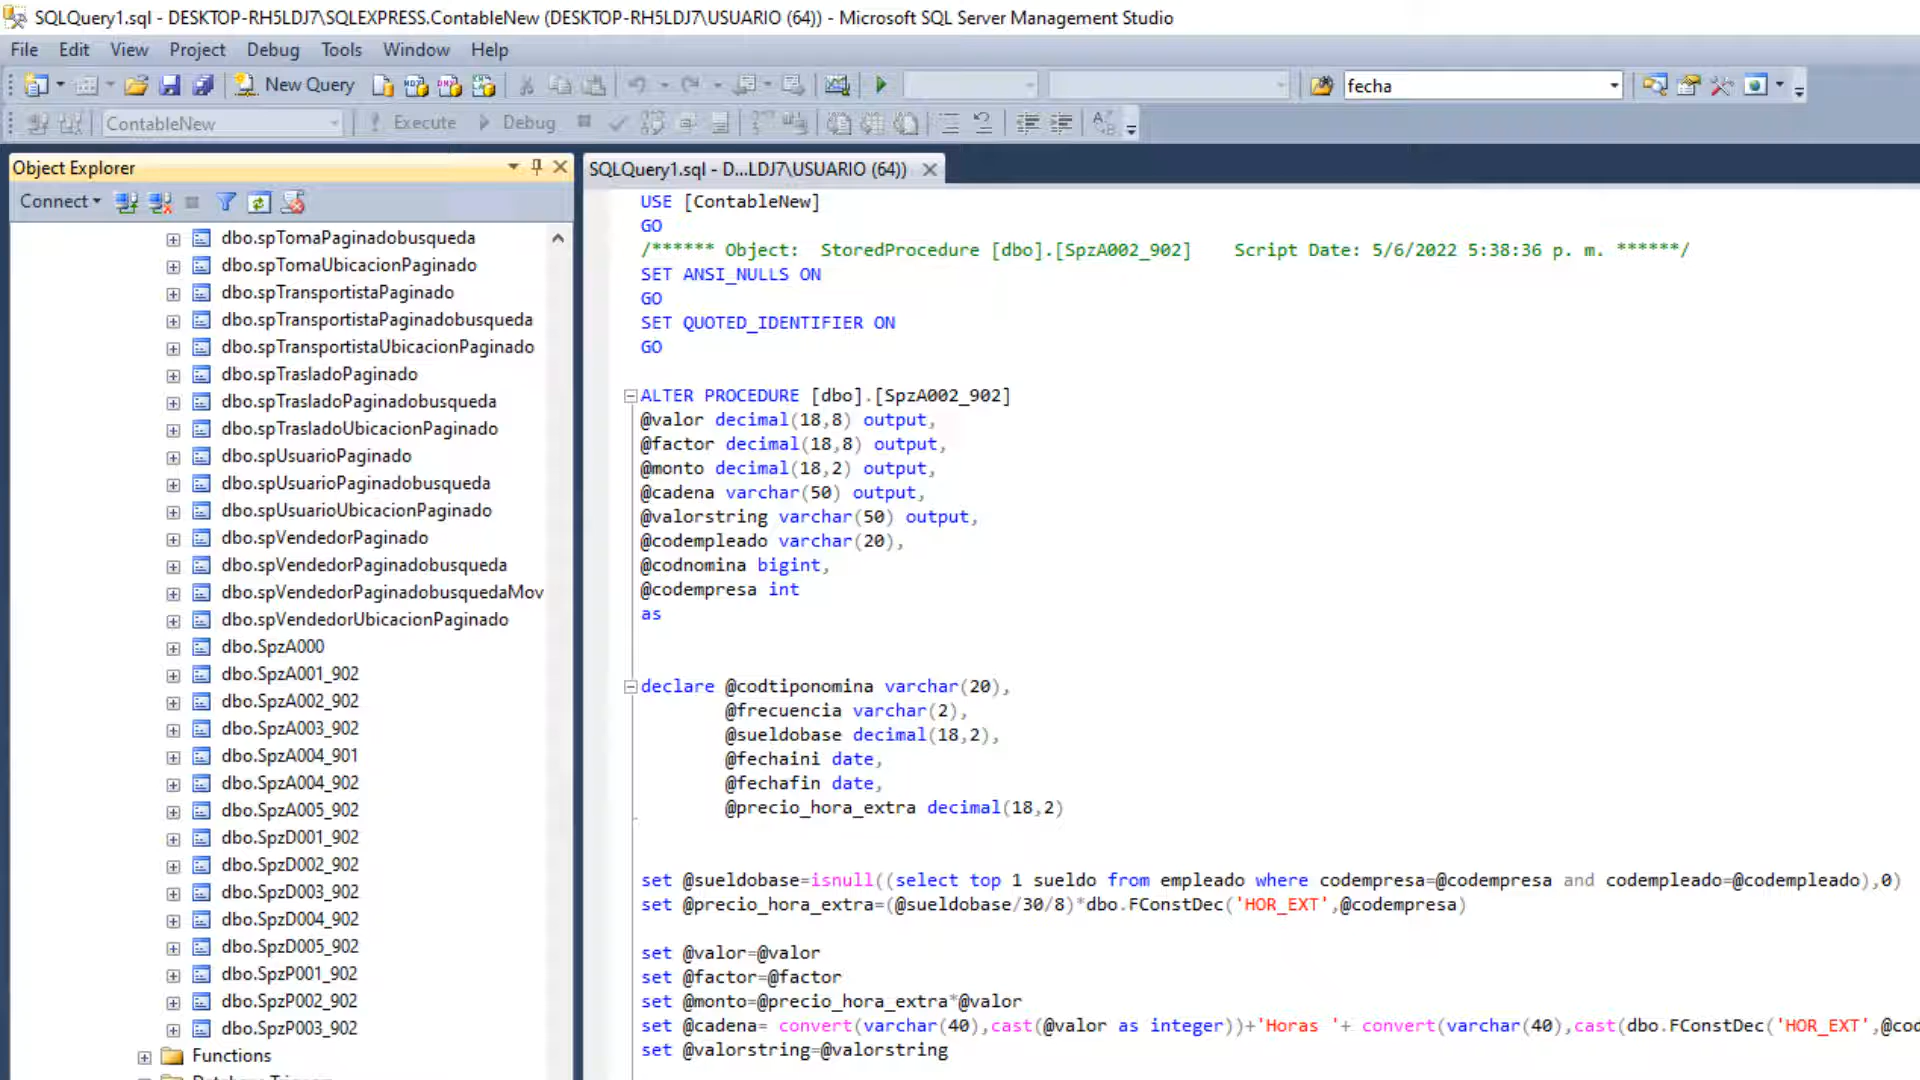 SQLQuery1.sql - DESKTOP-RH5LDJ7\SQLEXPRESS.ContableNew (DESKTOP-RH5LDJ7\USUARIO (64)) - Microsoft SQL Server Management Studio
File Edit View Project Debug Tools Window Help
New Query fecha
ContableNew Execute Debug
Object Explorer
Connect
dbo.spTomaPaginadobusqueda
dbo.spTomaUbicacionPaginado
dbo.spTransportistaPaginado
dbo.spTransportistaPaginadobusqueda
dbo.spTransportistaUbicacionPaginado
dbo.spTrasladoPaginado
dbo.spTrasladoPaginadobusqueda
dbo.spTrasladoUbicacionPaginado
dbo.spUsuarioPaginado
dbo.spUsuarioPaginadobusqueda
dbo.spUsuarioUbicacionPaginado
dbo.spVendedorPaginado
dbo.spVendedorPaginadobusqueda
dbo.spVendedorPaginadobusquedaMov
dbo.spVendedorUbicacionPaginado
dbo.SpzA000
dbo.SpzA001_902
dbo.SpzA002_902
dbo.SpzA003_902
dbo.SpzA004_901
dbo.SpzA004_902
dbo.SpzA005_902
dbo.SpzD001_902
dbo.SpzD002_902
dbo.SpzD003_902
dbo.SpzD004_902
dbo.SpzD005_902
dbo.SpzP001_902
dbo.SpzP002_902
dbo.SpzP003_902
Functions
SQLQuery1.sql - D...LDJ7\USUARIO (64))
USE [ContableNew]
GO
/****** Object:  StoredProcedure [dbo].[SpzA002_902]    Script Date: 5/6/2022 5:38:36 p. m. ******/
SET ANSI_NULLS ON
GO
SET QUOTED_IDENTIFIER ON
GO
ALTER PROCEDURE [dbo].[SpzA002_902]
@valor decimal(18,8) output,
@factor decimal(18,8) output,
@monto decimal(18,2) output,
@cadena varchar(50) output,
@valorstring varchar(50) output,
@codempleado varchar(20),
@codnomina bigint,
@codempresa int
as
declare @codtiponomina varchar(20),
@frecuencia varchar(2),
@sueldobase decimal(18,2),
@fechaini date,
@fechafin date,
@precio_hora_extra decimal(18,2)
set @sueldobase=isnull((select top 1 sueldo from empleado where codempresa=@codempresa and codempleado=@codempleado),0)
set @precio_hora_extra=(@sueldobase/30/8)*dbo.FConstDec('HOR_EXT',@codempresa)
set @valor=@valor
set @factor=@factor
set @monto=@precio_hora_extra*@valor
set @cadena= convert(varchar(40),cast(@valor as integer))+'Horas '+ convert(varchar(40),cast(dbo.FConstDec('HOR_EXT',@cod
set @valorstring=@valorstring